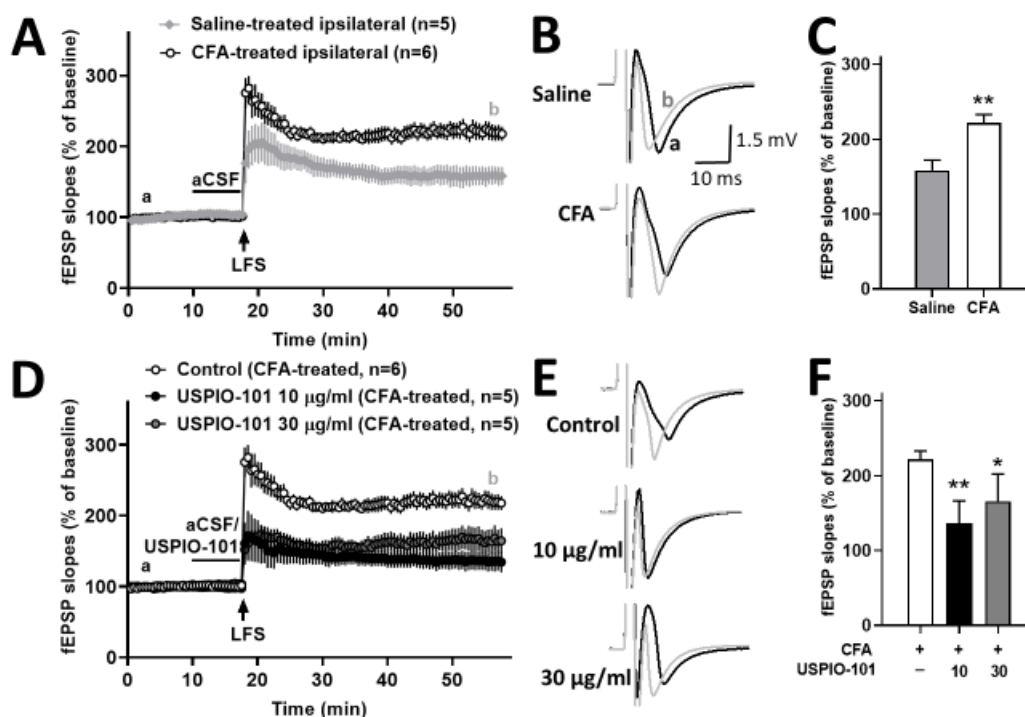 A
Saline-treated ipsilateral (n=5)
CFA-treated ipsilateral (n=6)
fEPSP slopes (% of baseline)
300
200
100
0
a
aCSF
LFS
b
0 10 20 30 40 50
Time (min)
B
Saline
b
a
1.5 mV
10 ms
CFA
C
fEPSP slopes (% of baseline)
300
200
100
0
**
Saline CFA
D
Control (CFA-treated, n=6)
USPIO-101 10 μg/ml (CFA-treated, n=5)
USPIO-101 30 μg/ml (CFA-treated, n=5)
fEPSP slopes (% of baseline)
300
200
100
0
a
aCSF/
USPIO-101
LFS
b
0 10 20 30 40 50
Time (min)
E
Control
10 μg/ml
30 μg/ml
F
fEPSP slopes (% of baseline)
300
200
100
0
**
*
CFA + + +
USPIO-101 − 10 30